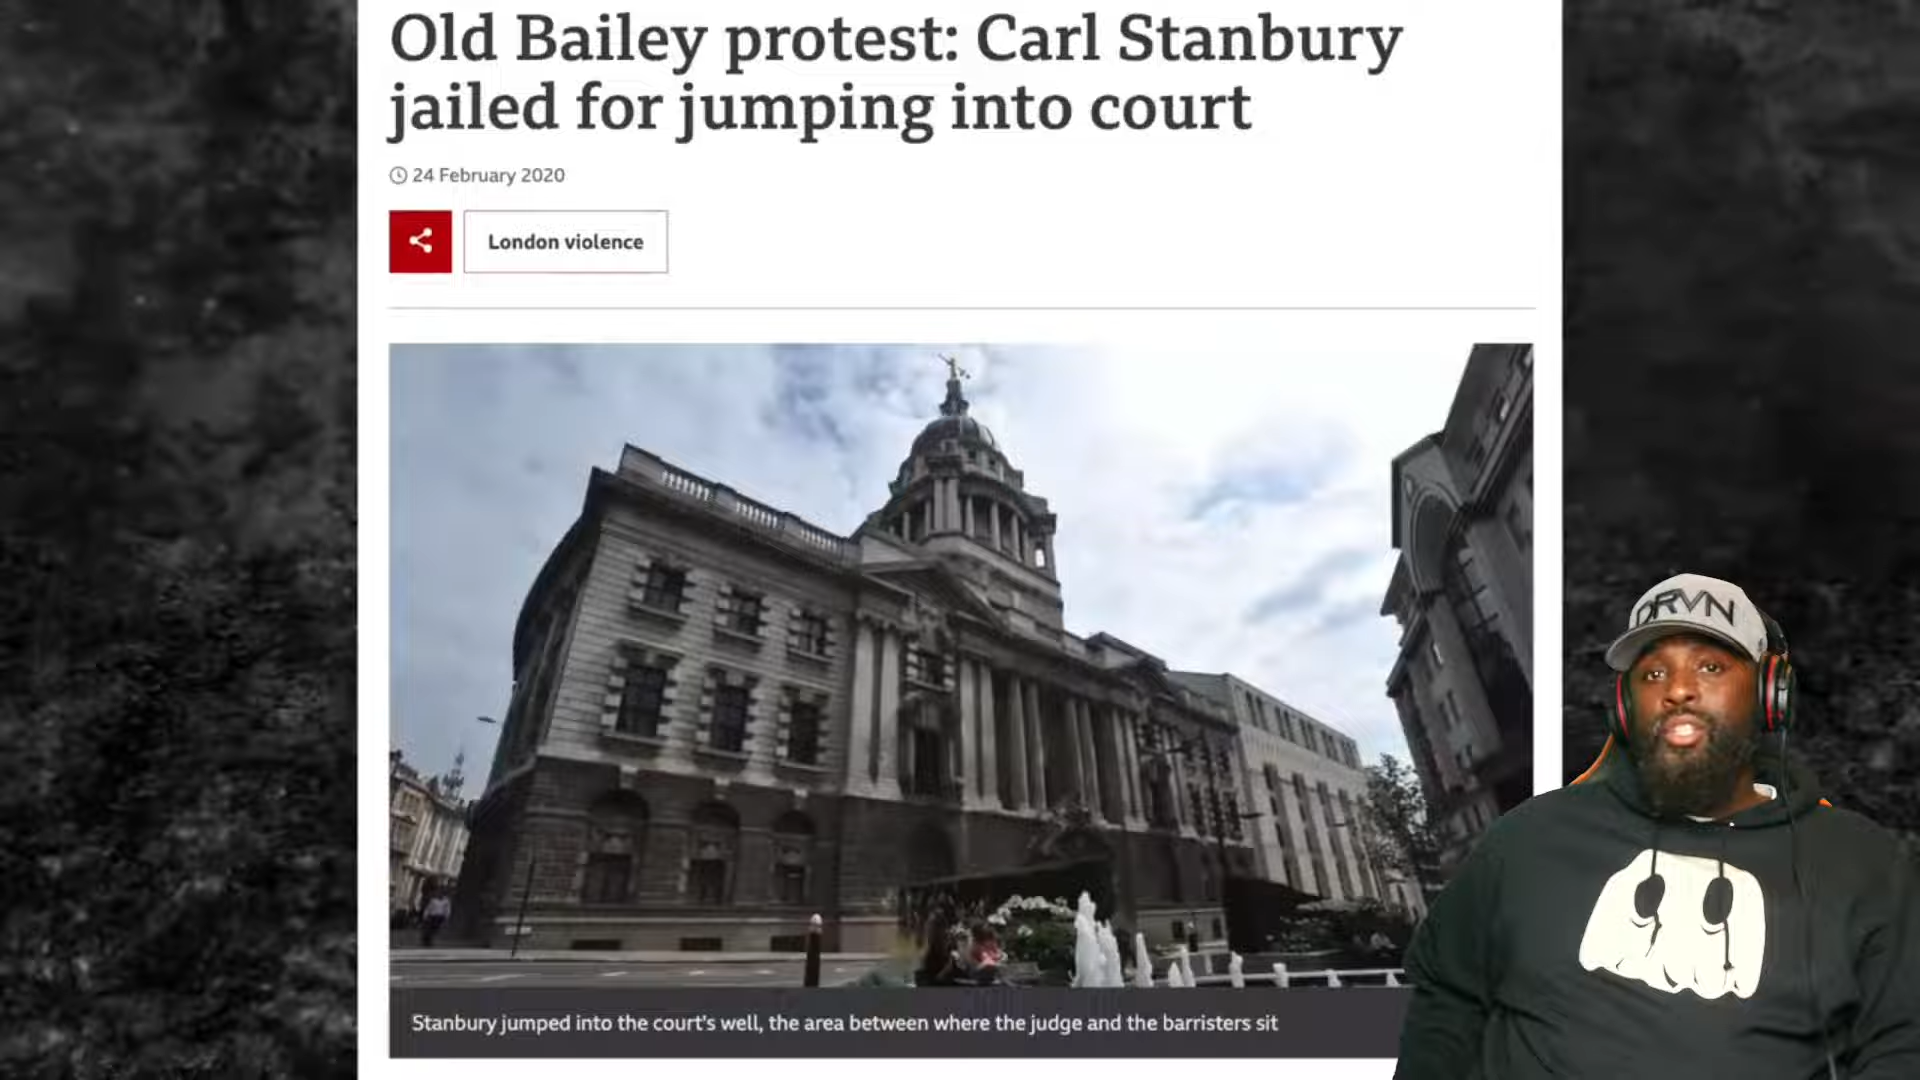 Old Bailey protest: Carl Stanbury
jailed for jumping into court
24 February 2020
London violence
DRVN
Stanbury jumped into the court's well, the area between where the judge and the barristers sit